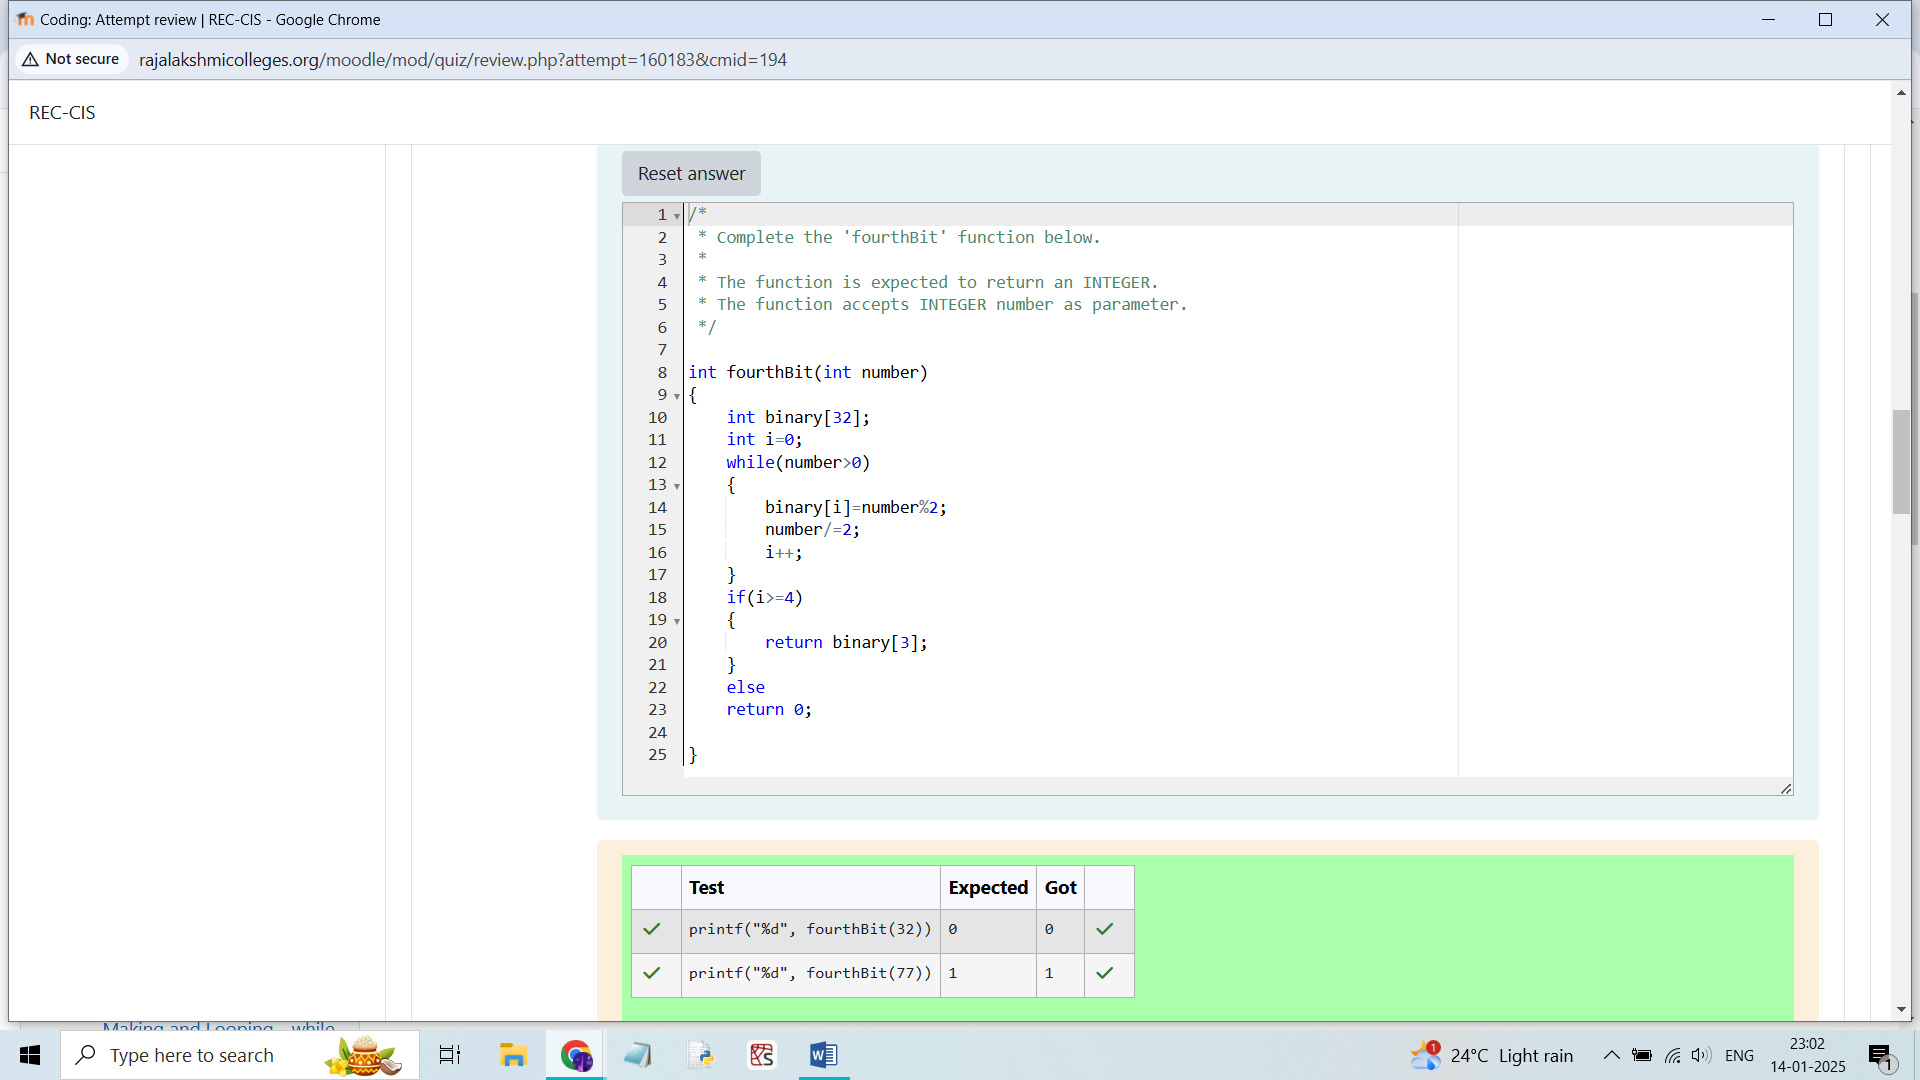 Coding: Attempt review | REC-CIS - Google Chrome
Not secure rajalakshmicolleges.org/moodle/mod/quiz/review.php?attempt=160183&cmid=194
REC-CIS
Reset answer
1 /*
2 * Complete the 'fourthBit' function below.
3 *
4 * The function is expected to return an INTEGER.
5 * The function accepts INTEGER number as parameter.
6 */
7
8 int fourthBit(int number)
9 {
10 int binary[32];
11 int i=0;
12 while(number>0)
13 {
14 binary[i]=number%2;
15 number/=2;
16 i++;
17 }
18 if(i>=4)
19 {
20 return binary[3];
21 }
22 else
23 return 0;
24
25 }
Test Expected Got
printf("%d", fourthBit(32)) 0 0
printf("%d", fourthBit(77)) 1 1
Making and Looping - while
Type here to search
1 24°C Light rain ENG 23:02
14-01-2025 1